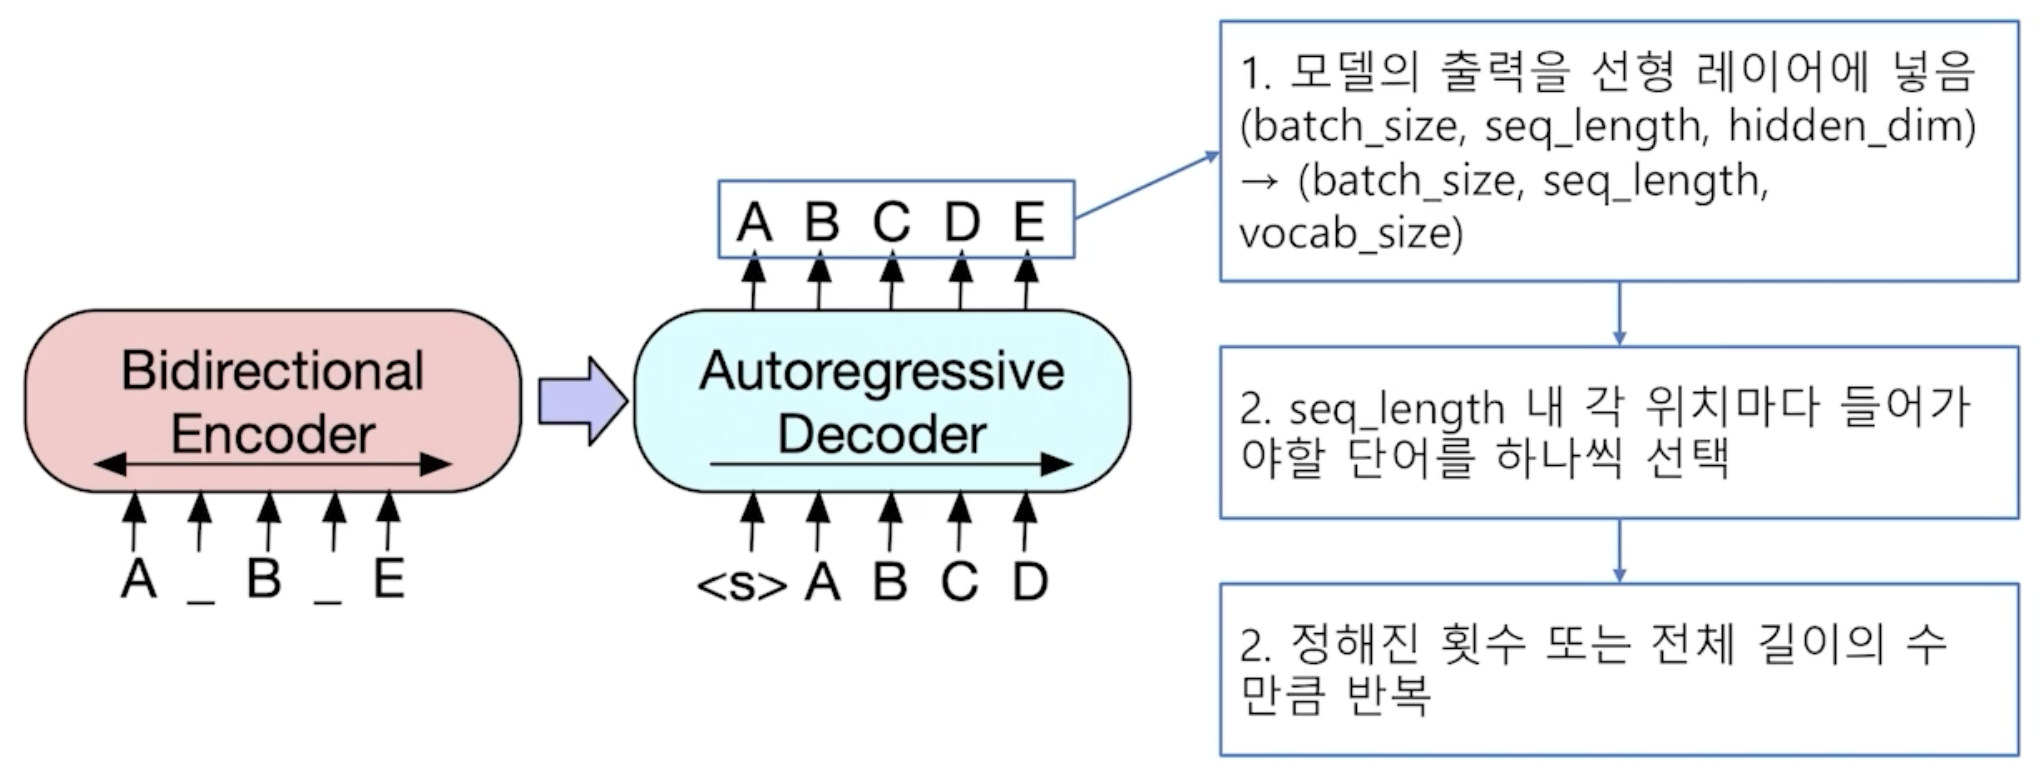 Bidirectional
Encoder
A _ B _ E
Autoregressive
Decoder
<s> A B C D
A B C D E
1. 모델의 출력을 선형 레이어에 넣음
(batch_size, seq_length, hidden_dim)
→ (batch_size, seq_length,
vocab_size)
2. seq_length 내 각 위치마다 들어가
야할 단어를 하나씩 선택
2. 정해진 횟수 또는 전체 길이의 수
만큼 반복